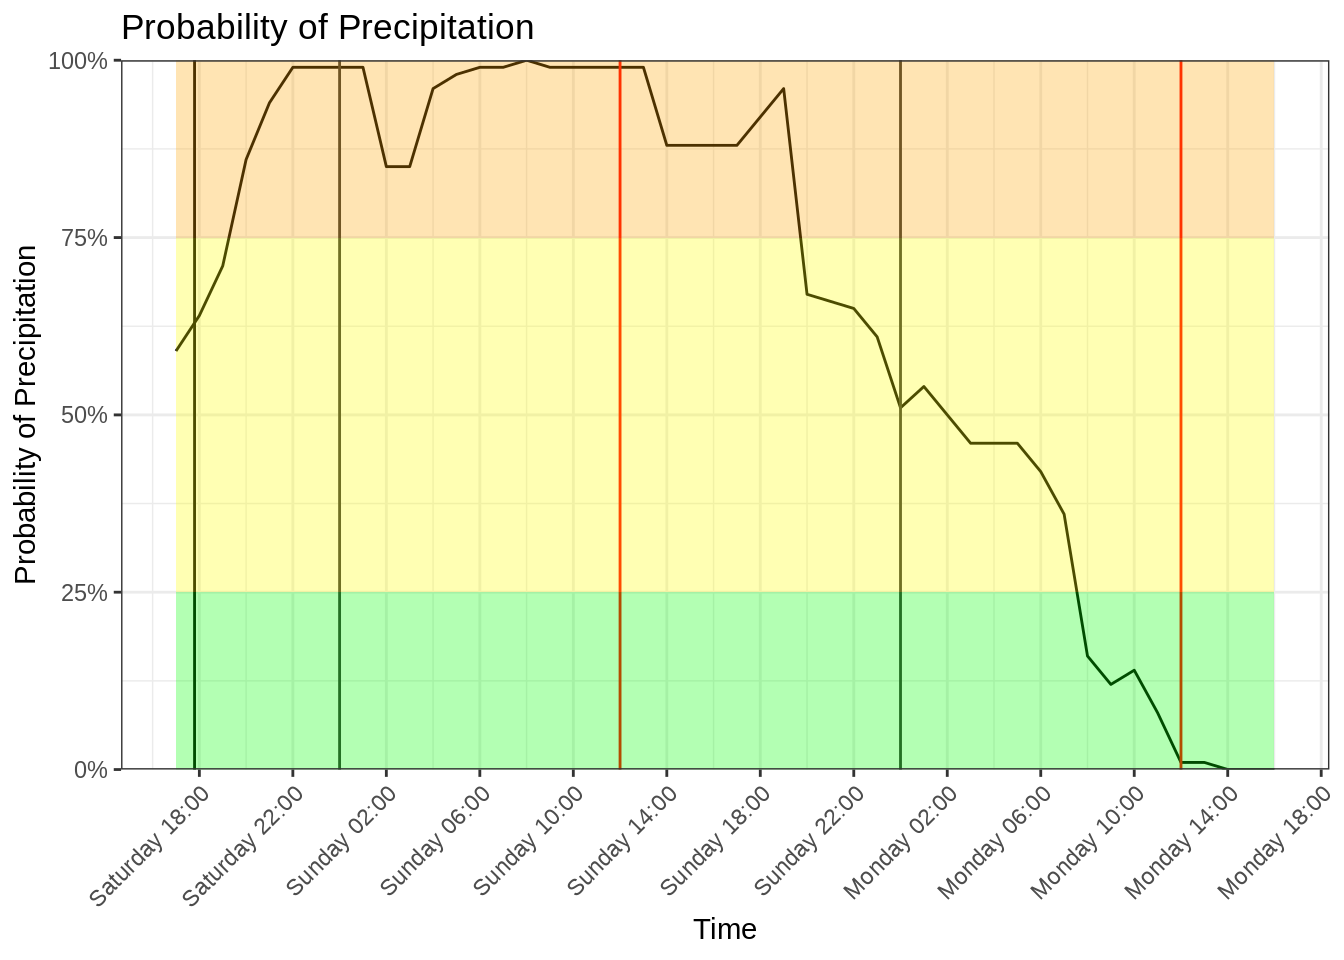 Probability of Precipitation
Probability of Precipitation
100%
75%
50%
25%
0%
Saturday 18:00
Saturday 22:00
Sunday 02:00
Sunday 06:00
Sunday 10:00
Sunday 14:00
Sunday 18:00
Sunday 22:00
Monday 02:00
Monday 06:00
Monday 10:00
Monday 14:00
Monday 18:00
Time